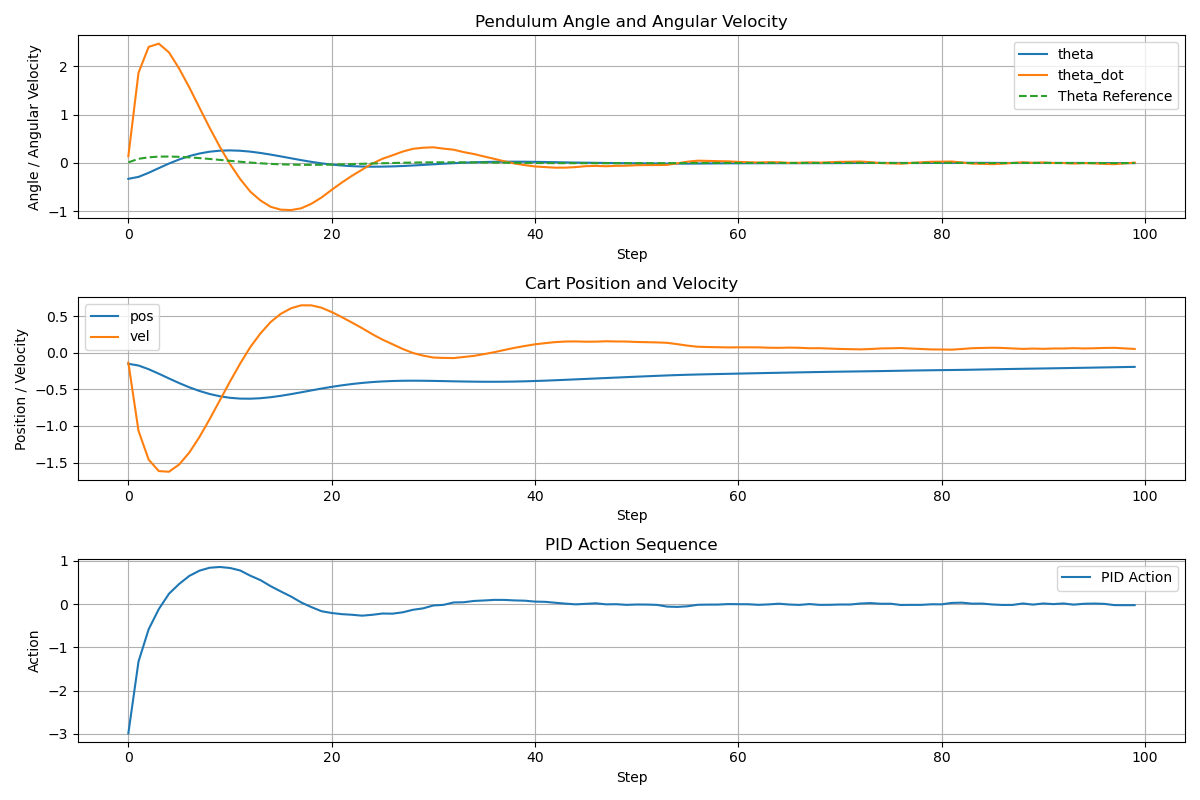 Pendulum Angle and Angular Velocity
Angle / Angular Velocity
2
1
0
−1
theta
theta_dot
Theta Reference
0 20 40 60 80 100
Step
Cart Position and Velocity
Position / Velocity
0.5
0.0
−0.5
−1.0
−1.5
pos
vel
0 20 40 60 80 100
Step
PID Action Sequence
Action
1
0
−1
−2
−3
PID Action
0 20 40 60 80 100
Step